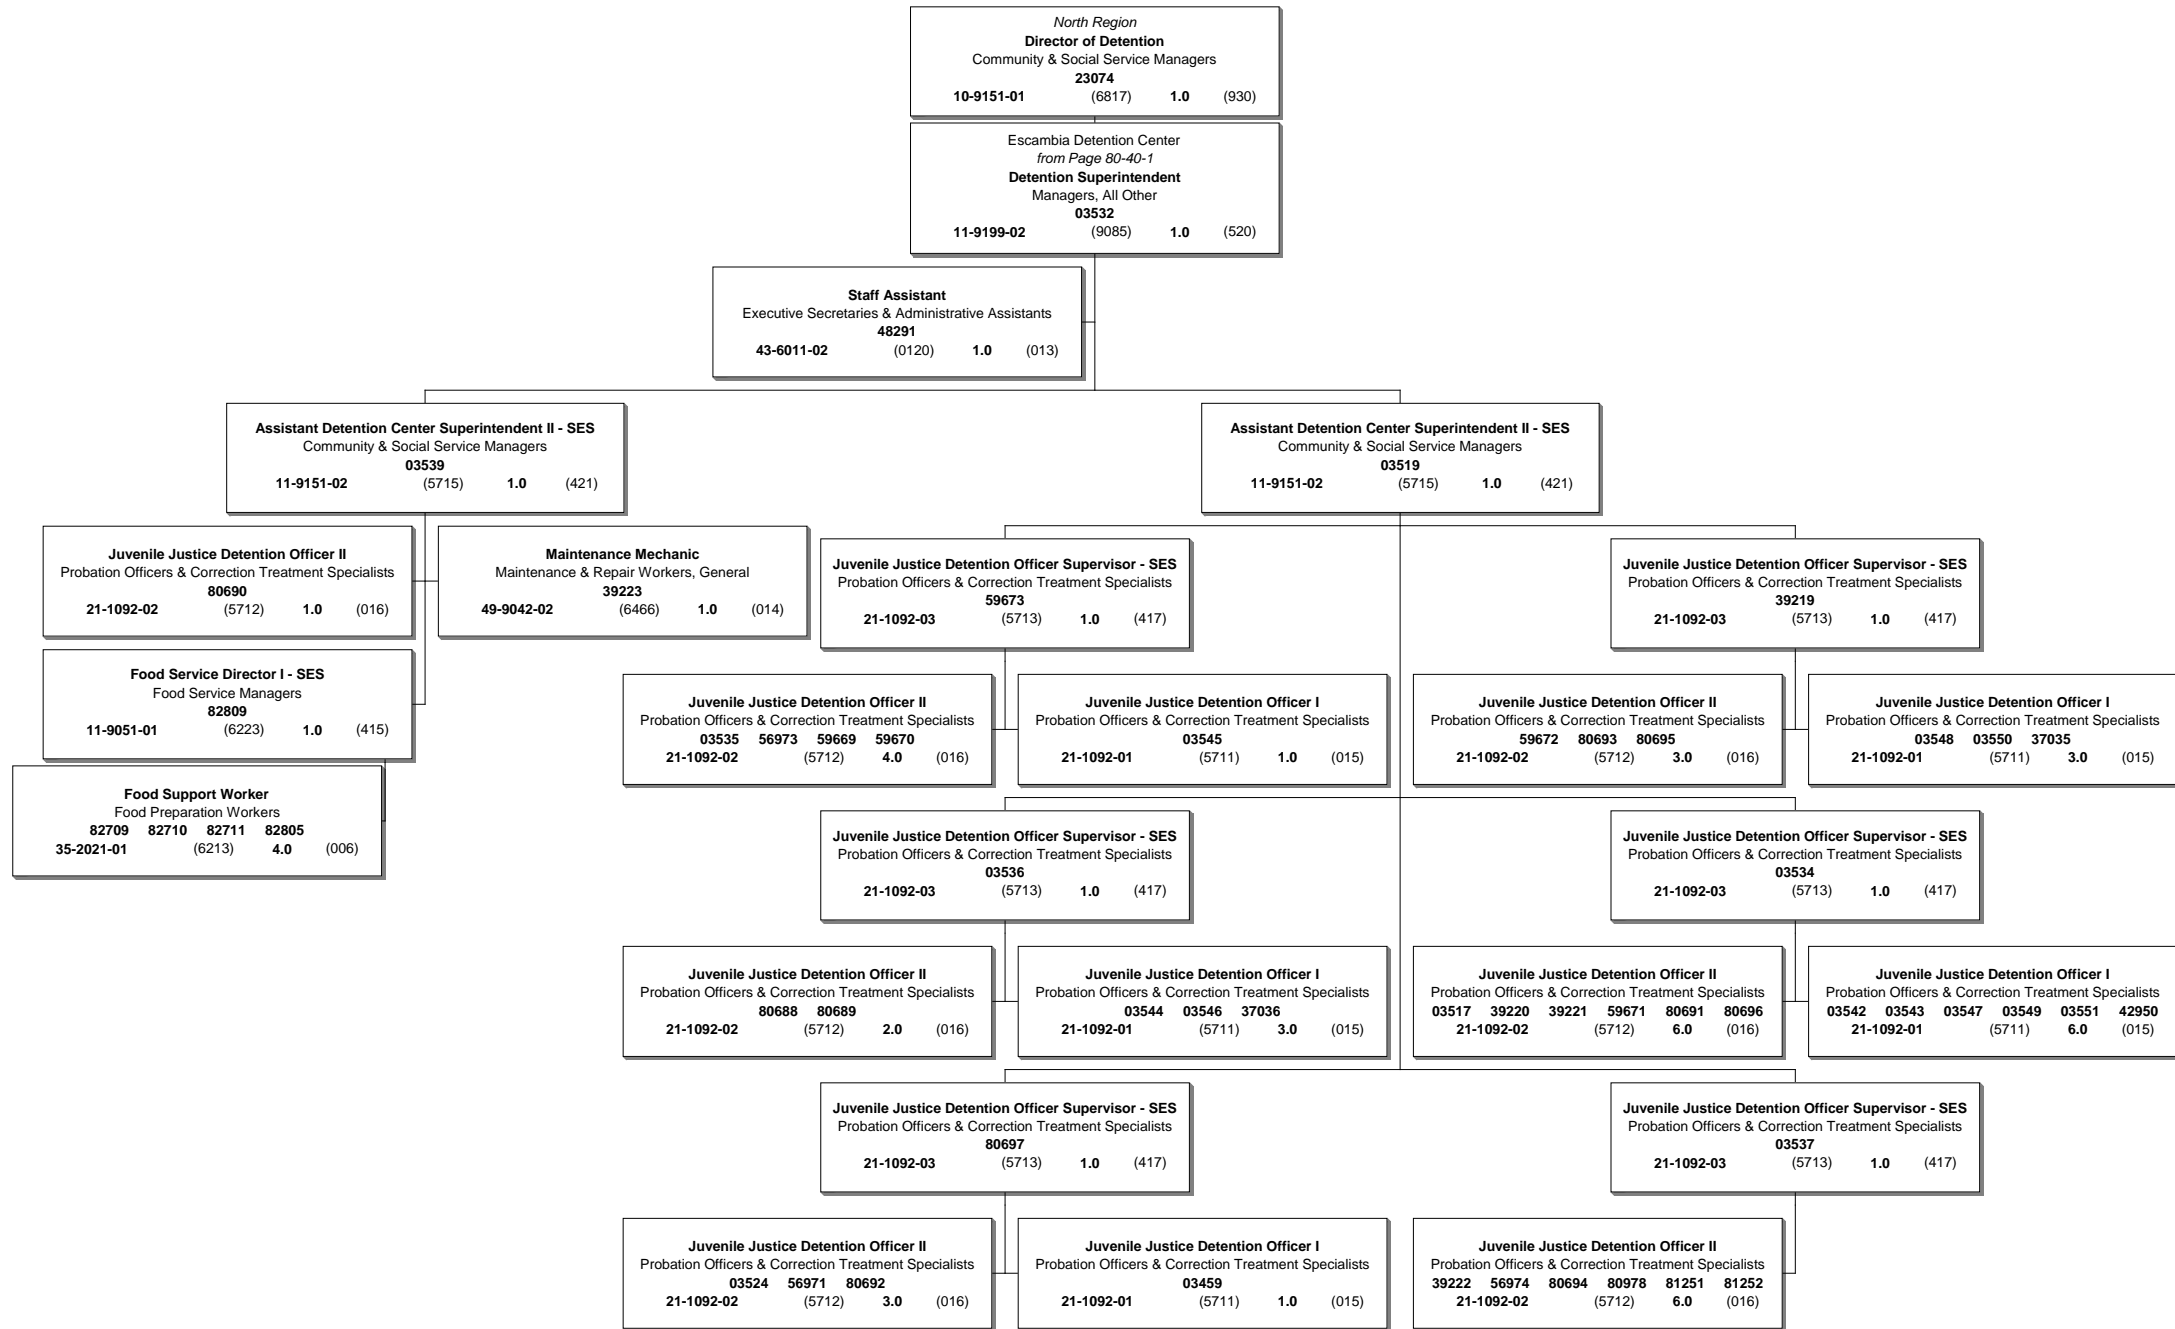 North Region
Director of Detention
Community & Social Service Managers
23074
10-9151-01 (6817) 1.0 (930)
Escambia Detention Center
from Page 80-40-1
Detention Superintendent
Managers, All Other
03532
11-9199-02 (9085) 1.0 (520)
Staff Assistant
Executive Secretaries & Administrative Assistants
48291
43-6011-02 (0120) 1.0 (013)
Assistant Detention Center Superintendent II - SES
Community & Social Service Managers
03539
11-9151-02 (5715) 1.0 (421)
Assistant Detention Center Superintendent II - SES
Community & Social Service Managers
03519
11-9151-02 (5715) 1.0 (421)
Juvenile Justice Detention Officer II
Probation Officers & Correction Treatment Specialists
80690
21-1092-02 (5712) 1.0 (016)
Maintenance Mechanic
Maintenance & Repair Workers, General
39223
49-9042-02 (6466) 1.0 (014)
Food Service Director I - SES
Food Service Managers
82809
11-9051-01 (6223) 1.0 (415)
Food Support Worker
Food Preparation Workers
82709 82710 82711 82805
35-2021-01 (6213) 4.0 (006)
Juvenile Justice Detention Officer Supervisor - SES
Probation Officers & Correction Treatment Specialists
59673
21-1092-03 (5713) 1.0 (417)
Juvenile Justice Detention Officer Supervisor - SES
Probation Officers & Correction Treatment Specialists
39219
21-1092-03 (5713) 1.0 (417)
Juvenile Justice Detention Officer II
Probation Officers & Correction Treatment Specialists
03535 56973 59669 59670
21-1092-02 (5712) 4.0 (016)
Juvenile Justice Detention Officer I
Probation Officers & Correction Treatment Specialists
03545
21-1092-01 (5711) 1.0 (015)
Juvenile Justice Detention Officer II
Probation Officers & Correction Treatment Specialists
59672 80693 80695
21-1092-02 (5712) 3.0 (016)
Juvenile Justice Detention Officer I
Probation Officers & Correction Treatment Specialists
03548 03550 37035
21-1092-01 (5711) 3.0 (015)
Juvenile Justice Detention Officer Supervisor - SES
Probation Officers & Correction Treatment Specialists
03536
21-1092-03 (5713) 1.0 (417)
Juvenile Justice Detention Officer Supervisor - SES
Probation Officers & Correction Treatment Specialists
03534
21-1092-03 (5713) 1.0 (417)
Juvenile Justice Detention Officer II
Probation Officers & Correction Treatment Specialists
80688 80689
21-1092-02 (5712) 2.0 (016)
Juvenile Justice Detention Officer I
Probation Officers & Correction Treatment Specialists
03544 03546 37036
21-1092-01 (5711) 3.0 (015)
Juvenile Justice Detention Officer II
Probation Officers & Correction Treatment Specialists
03517 39220 39221 59671 80691 80696
21-1092-02 (5712) 6.0 (016)
Juvenile Justice Detention Officer I
Probation Officers & Correction Treatment Specialists
03542 03543 03547 03549 03551 42950
21-1092-01 (5711) 6.0 (015)
Juvenile Justice Detention Officer Supervisor - SES
Probation Officers & Correction Treatment Specialists
80697
21-1092-03 (5713) 1.0 (417)
Juvenile Justice Detention Officer Supervisor - SES
Probation Officers & Correction Treatment Specialists
03537
21-1092-03 (5713) 1.0 (417)
Juvenile Justice Detention Officer II
Probation Officers & Correction Treatment Specialists
03524 56971 80692
21-1092-02 (5712) 3.0 (016)
Juvenile Justice Detention Officer I
Probation Officers & Correction Treatment Specialists
03459
21-1092-01 (5711) 1.0 (015)
Juvenile Justice Detention Officer II
Probation Officers & Correction Treatment Specialists
39222 56974 80694 80978 81251 81252
21-1092-02 (5712) 6.0 (016)